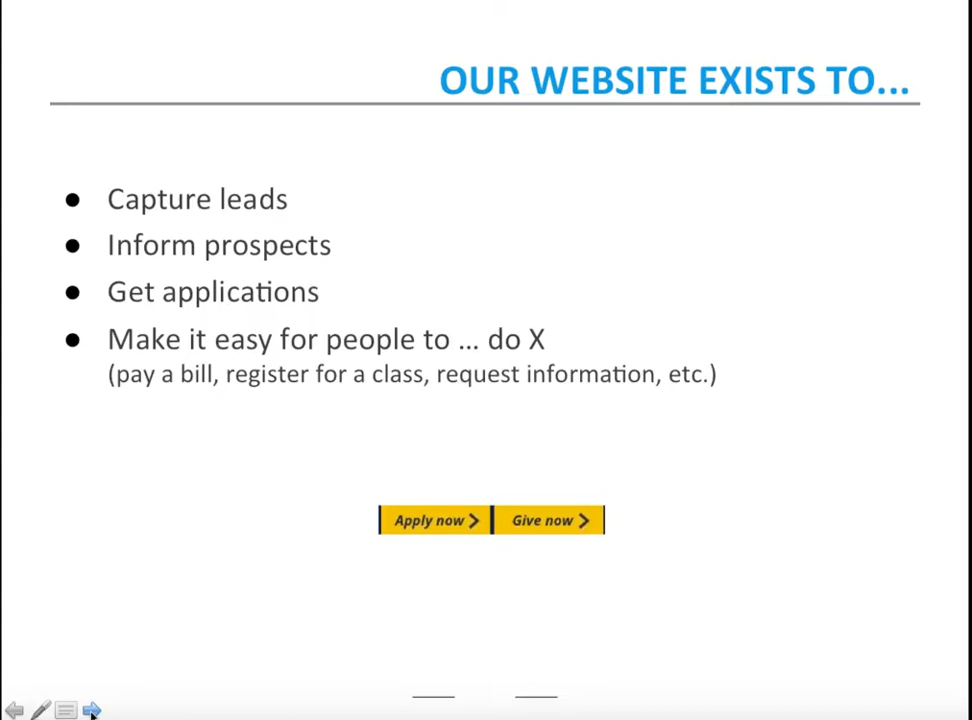 OUR WEBSITE EXISTS TO...
● Capture leads
● Inform prospects
● Get applications
● Make it easy for people to ... do X
(pay a bill, register for a class, request information, etc.)
Apply now > Give now >